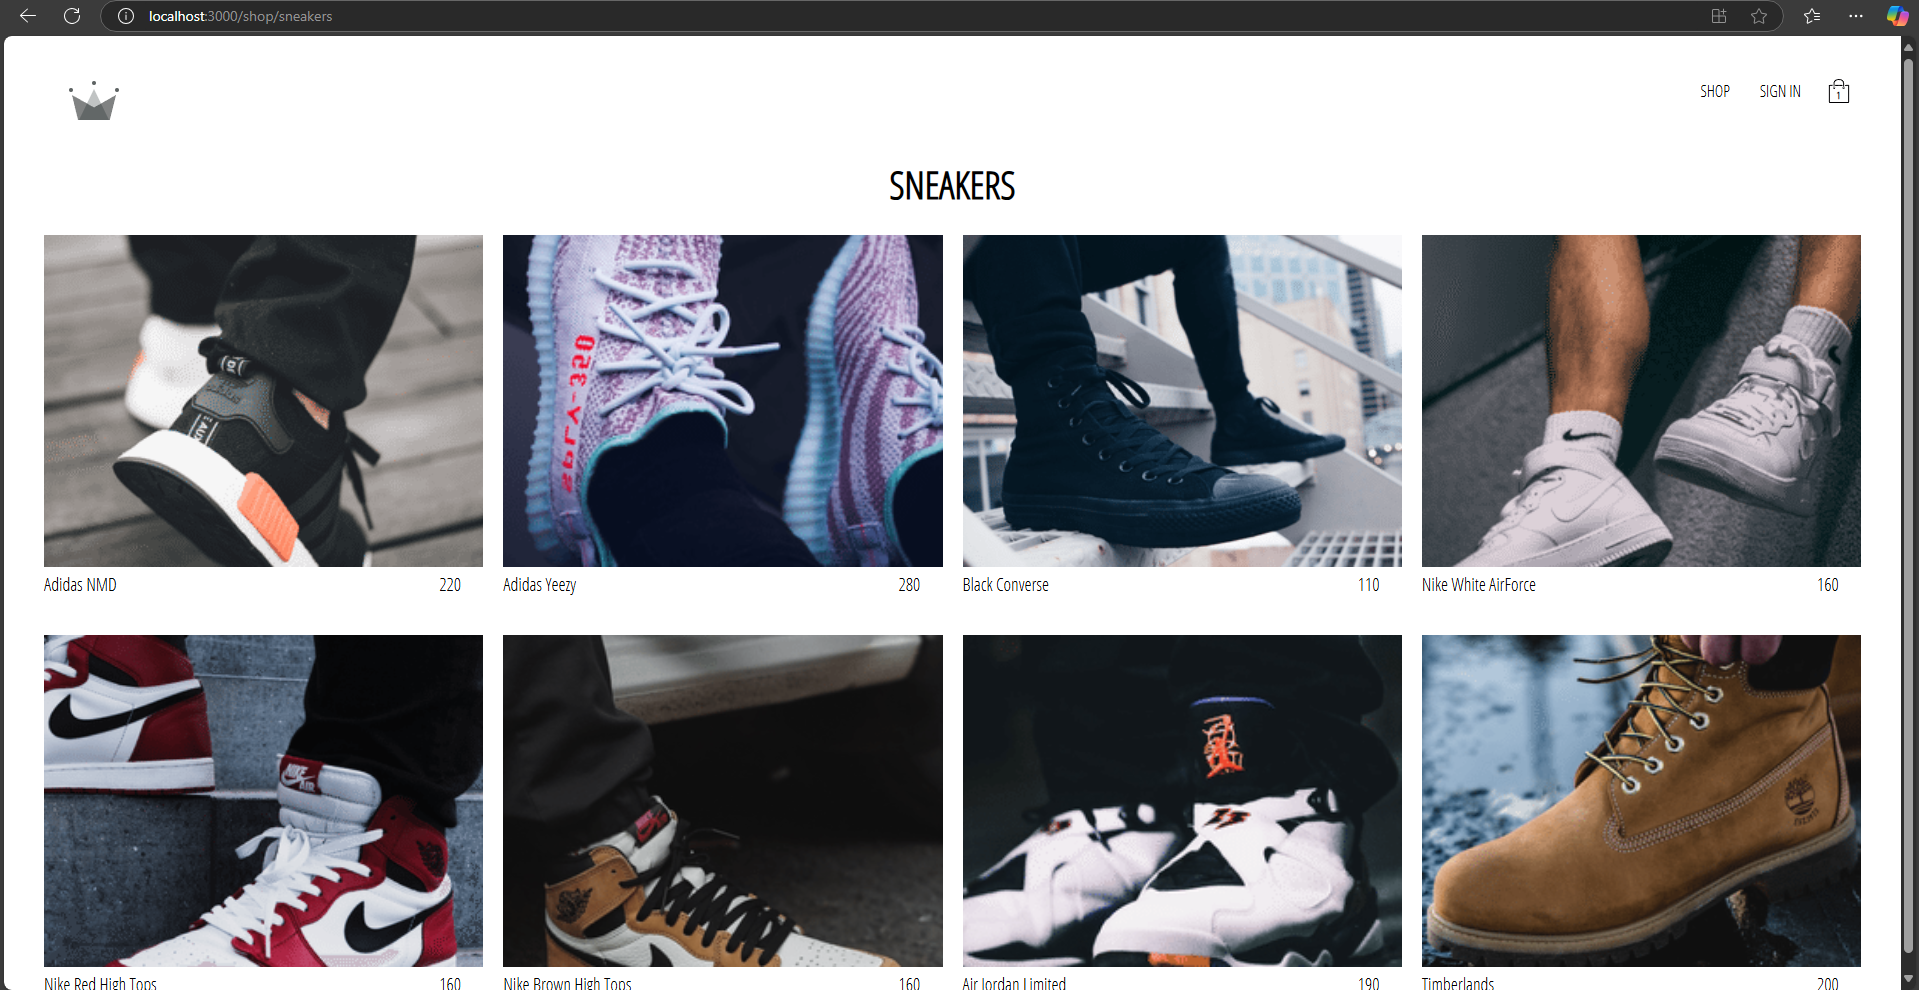 localhost:3000/shop/sneakers
SHOP
SIGN IN
1
SNEAKERS
Adidas NMD 220
Adidas Yeezy 280
Black Converse 110
Nike White AirForce 160
NIKE
AIR
Nike Red High Tops 160
Nike Brown High Tops 160
Air Jordan Limited 190
Timberlands 200